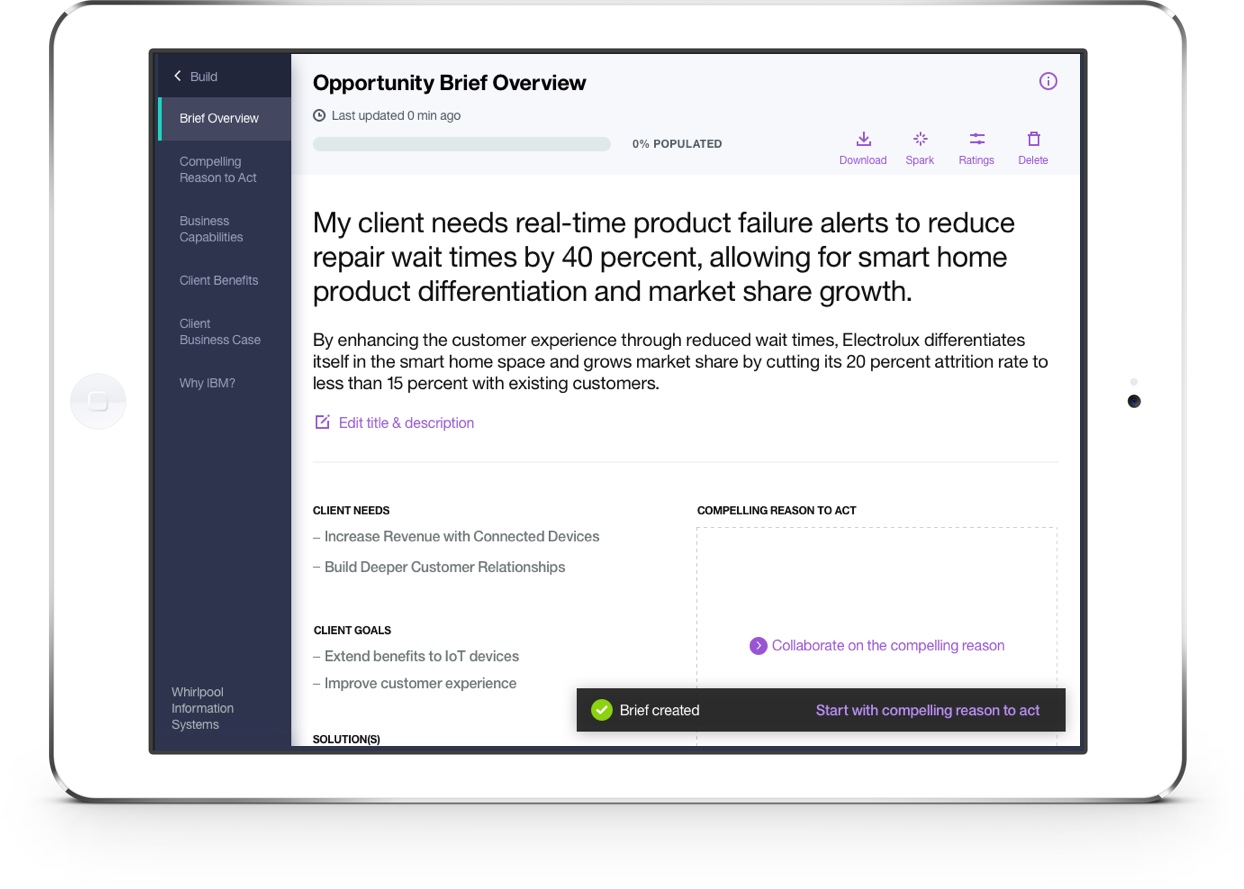 Build
Brief Overview
Compelling
Reason to Act
Business
Capabilities
Client Benefits
Client
Business Case
Why IBM?
Whirlpool
Information
Systems
Opportunity Brief Overview
Last updated 0 min ago
0% POPULATED
Download Spark Ratings Delete
My client needs real-time product failure alerts to reduce
repair wait times by 40 percent, allowing for smart home
product differentiation and market share growth.
By enhancing the customer experience through reduced wait times, Electrolux differentiates
itself in the smart home space and grows market share by cutting its 20 percent attrition rate to
less than 15 percent with existing customers.
Edit title & description
CLIENT NEEDS
– Increase Revenue with Connected Devices
– Build Deeper Customer Relationships
CLIENT GOALS
– Extend benefits to IoT devices
– Improve customer experience
SOLUTION(S)
COMPELLING REASON TO ACT
Collaborate on the compelling reason
Brief created Start with compelling reason to act